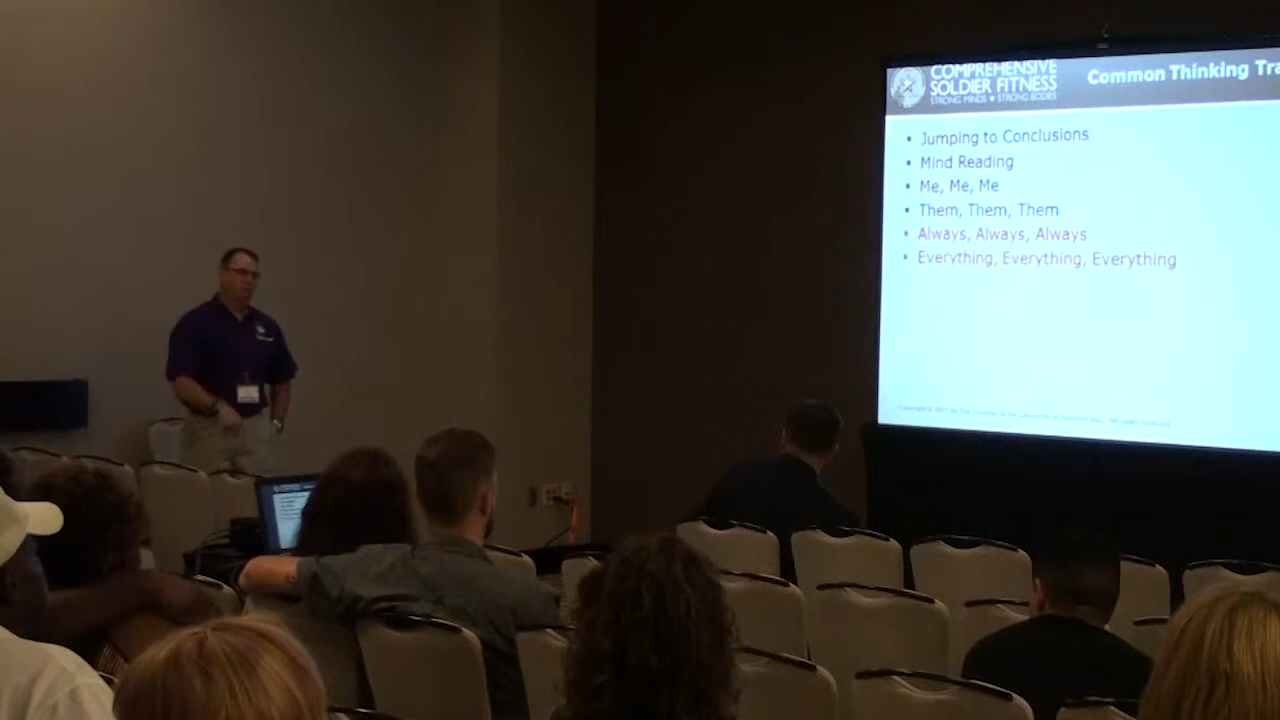 COMPREHENSIVE
SOLDIER FITNESS
STRONG MINDS ★ STRONG BODIES
Common Thinking Tra
• Jumping to Conclusions
• Mind Reading
• Me, Me, Me
• Them, Them, Them
• Always, Always, Always
• Everything, Everything, Everything